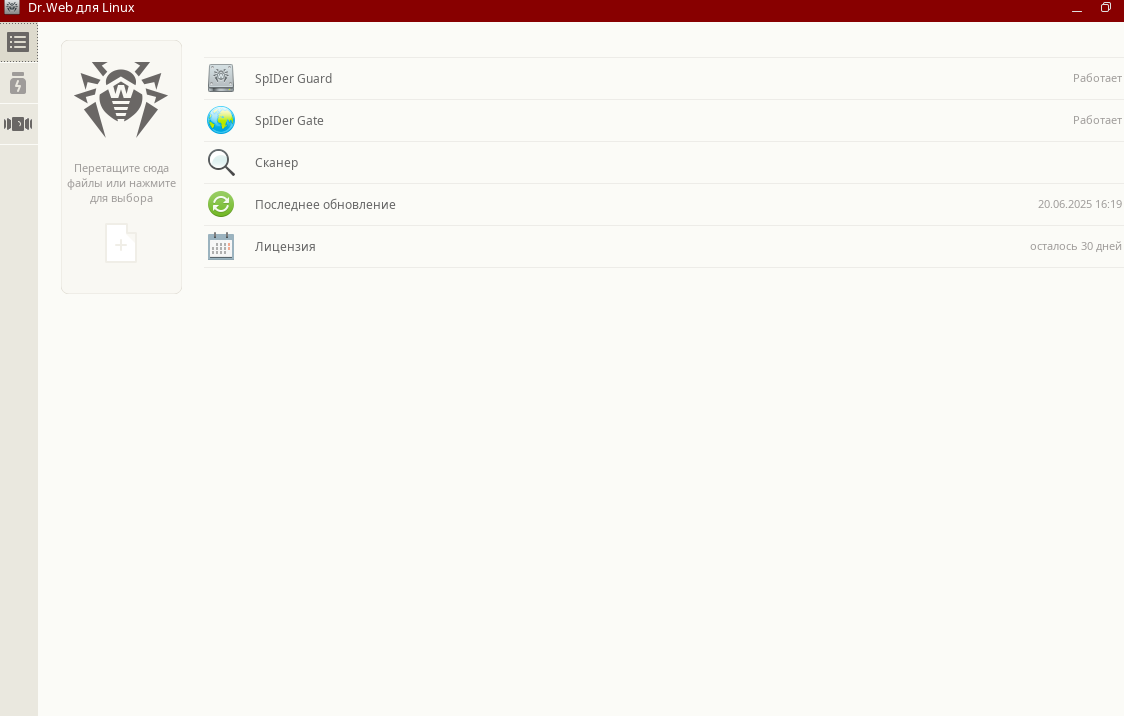 Dr.Web для Linux
Перетащите сюда
файлы или нажмите
для выбора
SpIDer Guard
Работает
SpIDer Gate
Работает
Сканер
Последнее обновление
20.06.2025 16:19
Лицензия
осталось 30 дней